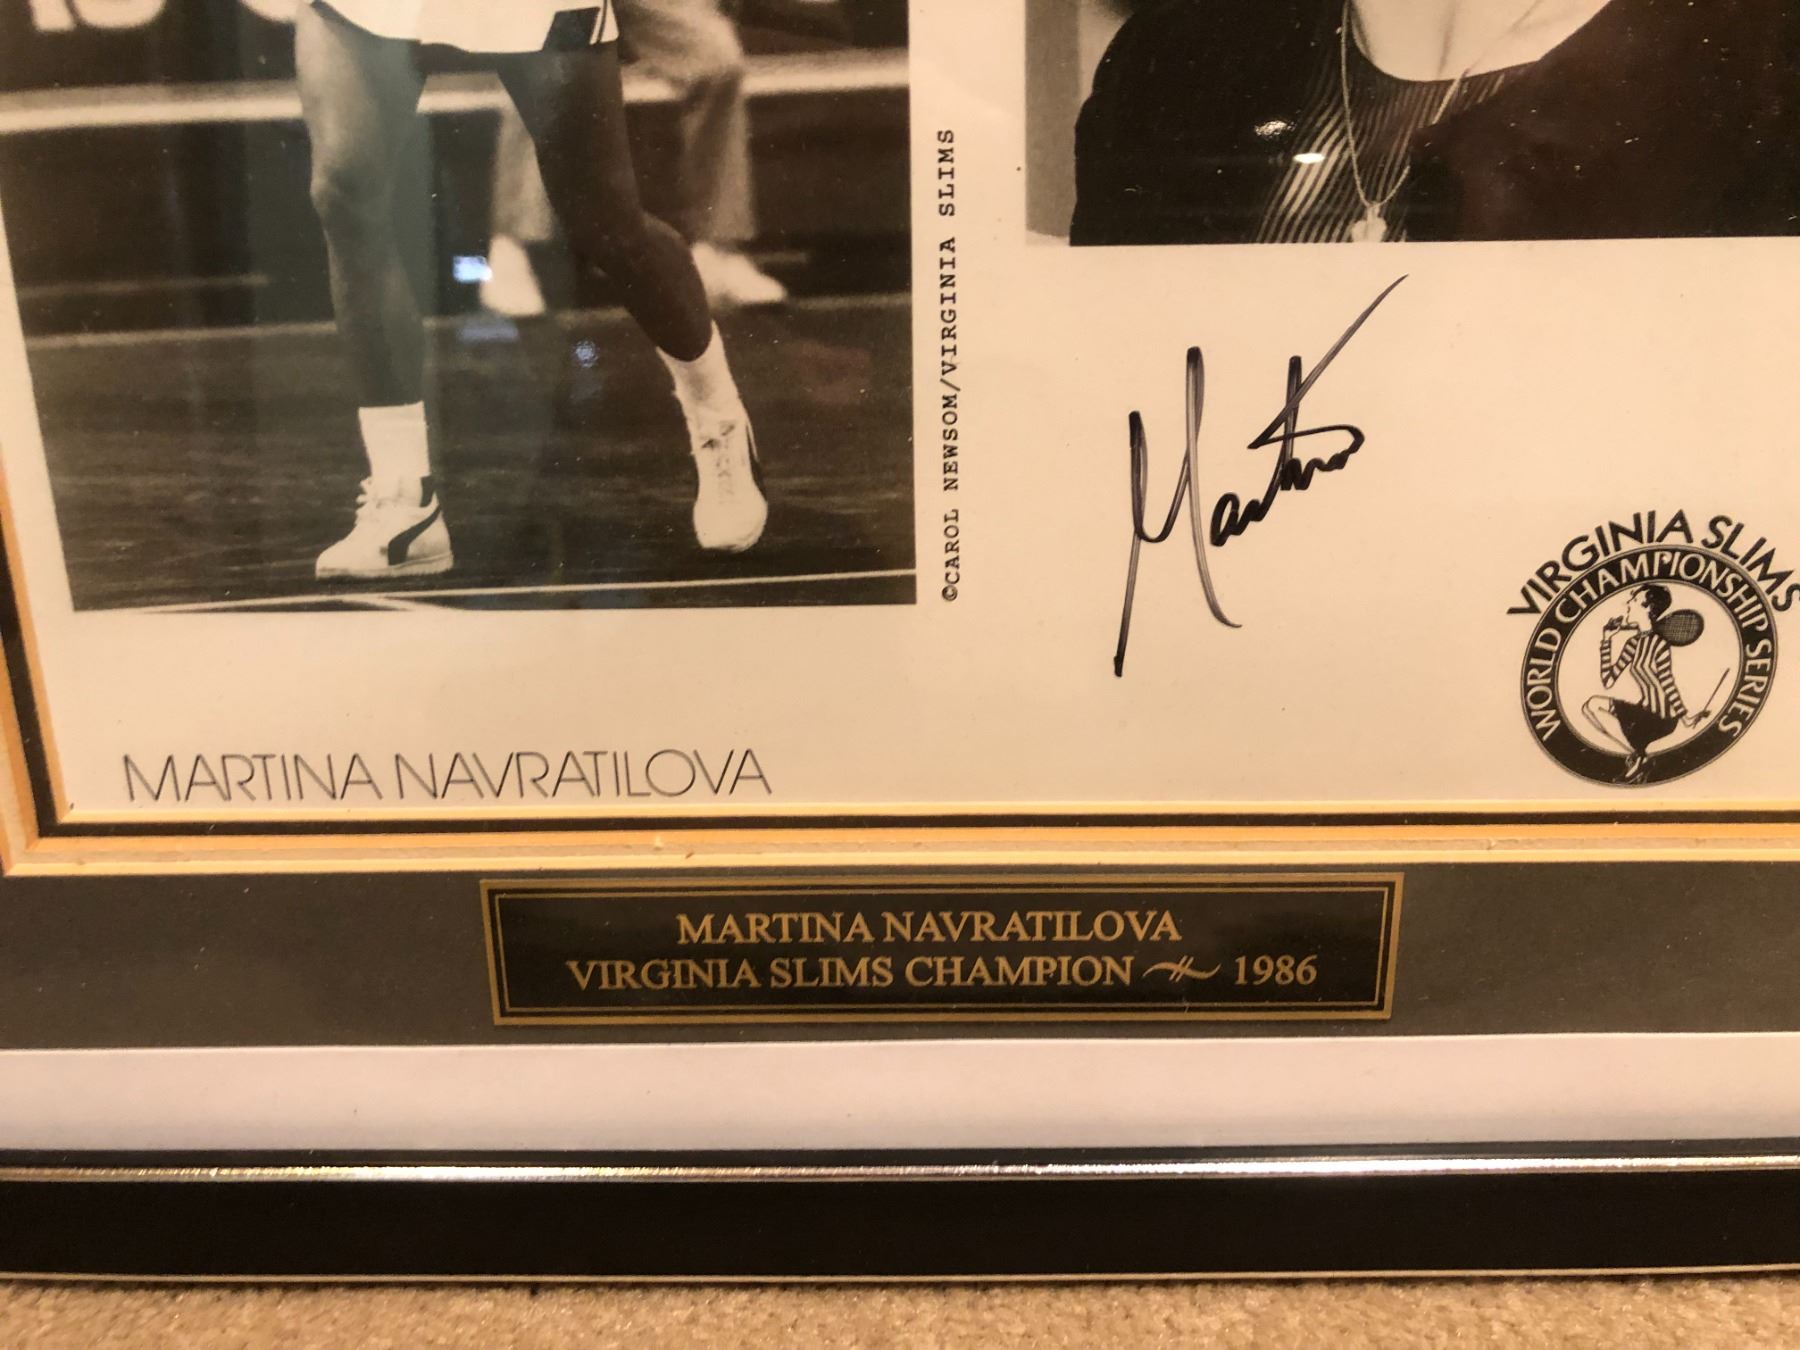 ©CAROL NEWSOM/VIRGINIA SLIMS
Martina
VIRGINIA SLIMS
WORLD CHAMPIONSHIP SERIES
MARTINA NAVRATILOVA
MARTINA NAVRATILOVA
VIRGINIA SLIMS CHAMPION 1986